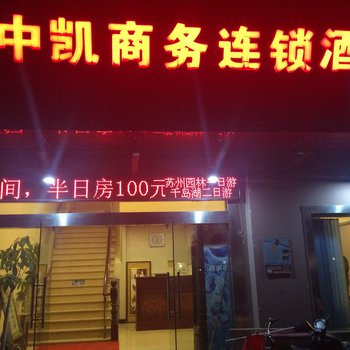 中凯商务连锁酒
间，半日房100元
苏州园林一日游
千岛湖二日游